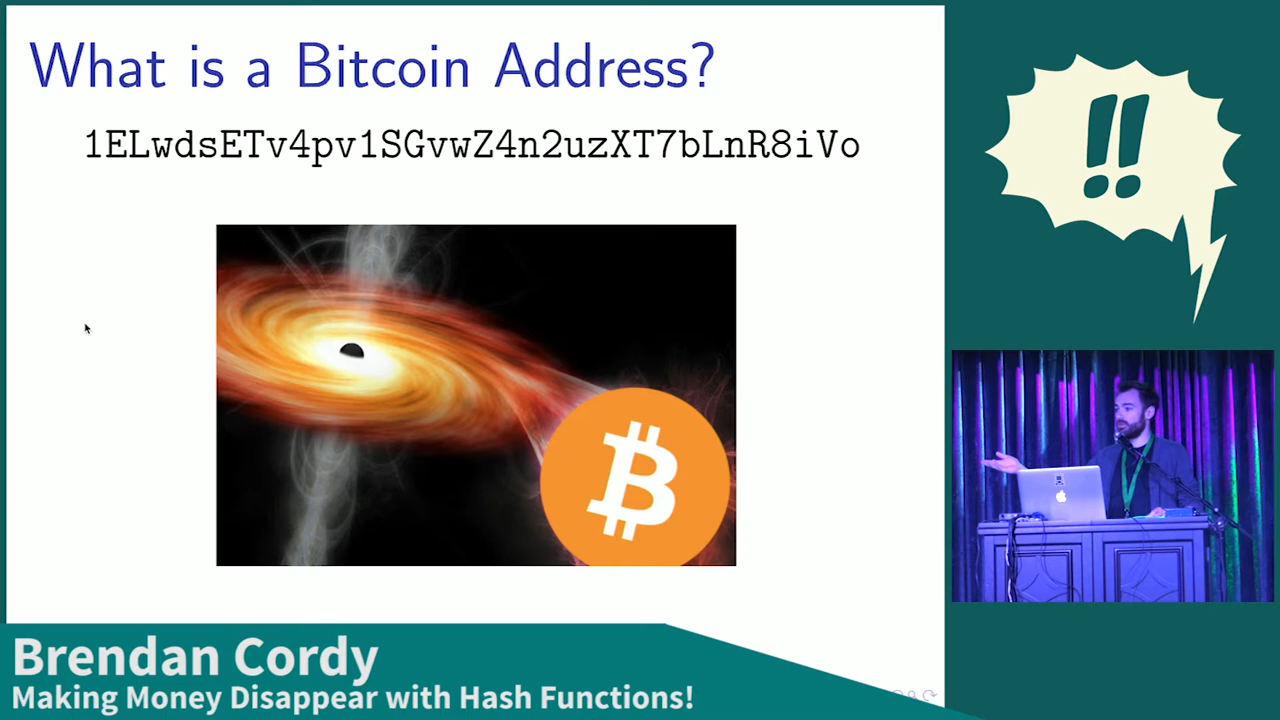 What is a Bitcoin Address?
1ELwdsETv4pv1SGvwZ4n2uzXT7bLnR8iVo
!!
Brendan Cordy
Making Money Disappear with Hash Functions!